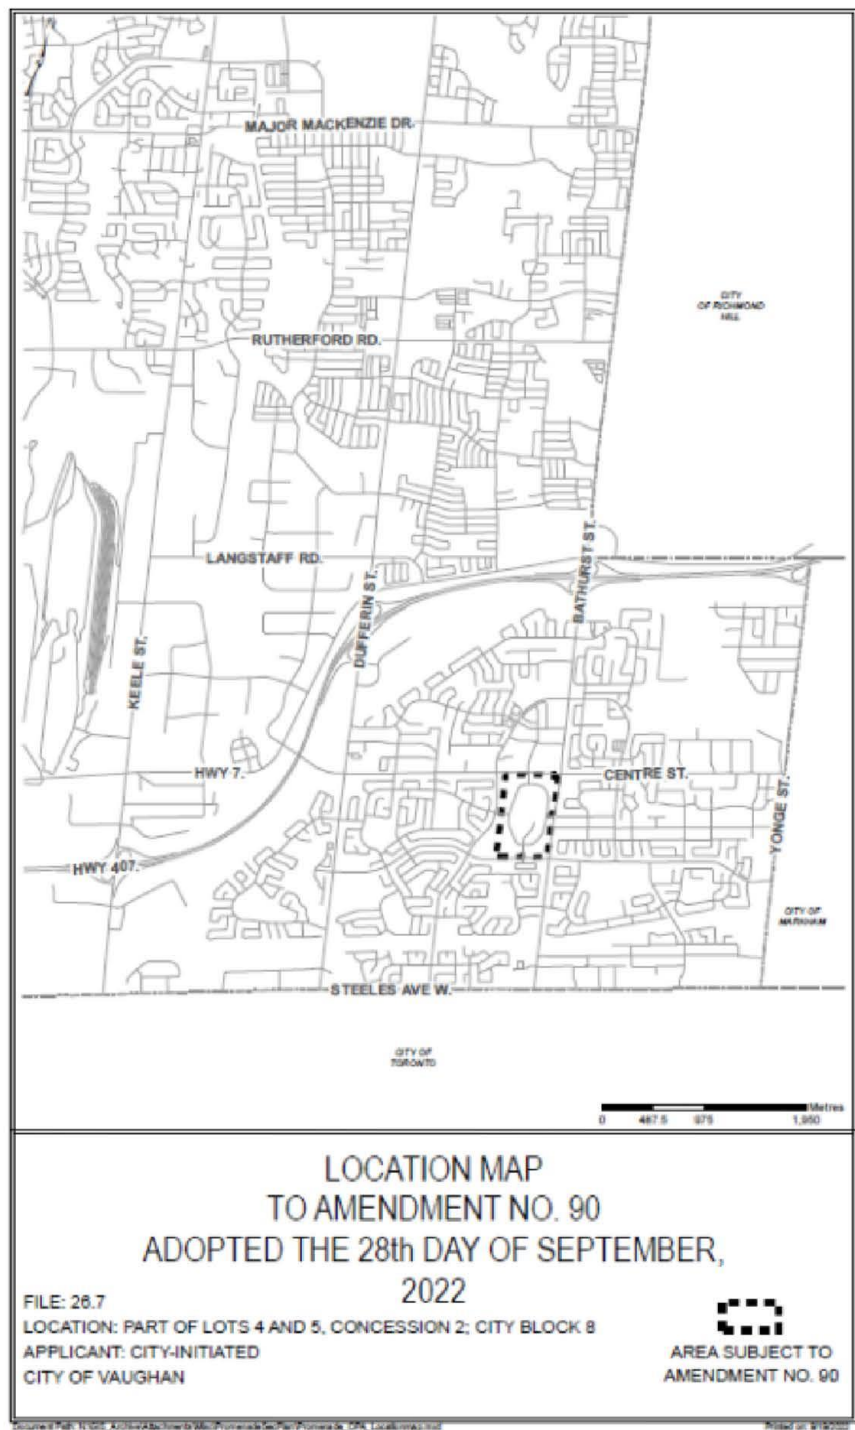 MAJOR MACKENZIE DR.
CITY
OF RICHMOND
HILL
RUTHERFORD RD.
LANGSTAFF RD.
BATHURST ST.
DUFFERIN ST.
KEELE ST.
HWY 7.
CENTRE ST.
YONGE ST.
HWY 407.
CITY OF
MARKHAM
STEELES AVE W.
CITY OF
TORONTO
Metres
0 487.5 975 1,950
LOCATION MAP
TO AMENDMENT NO. 90
ADOPTED THE 28th DAY OF SEPTEMBER,
2022
FILE: 26.7
LOCATION: PART OF LOTS 4 AND 5, CONCESSION 2; CITY BLOCK 8
APPLICANT: CITY-INITIATED
CITY OF VAUGHAN
AREA SUBJECT TO
AMENDMENT NO. 90
Document Path:
Printed on: